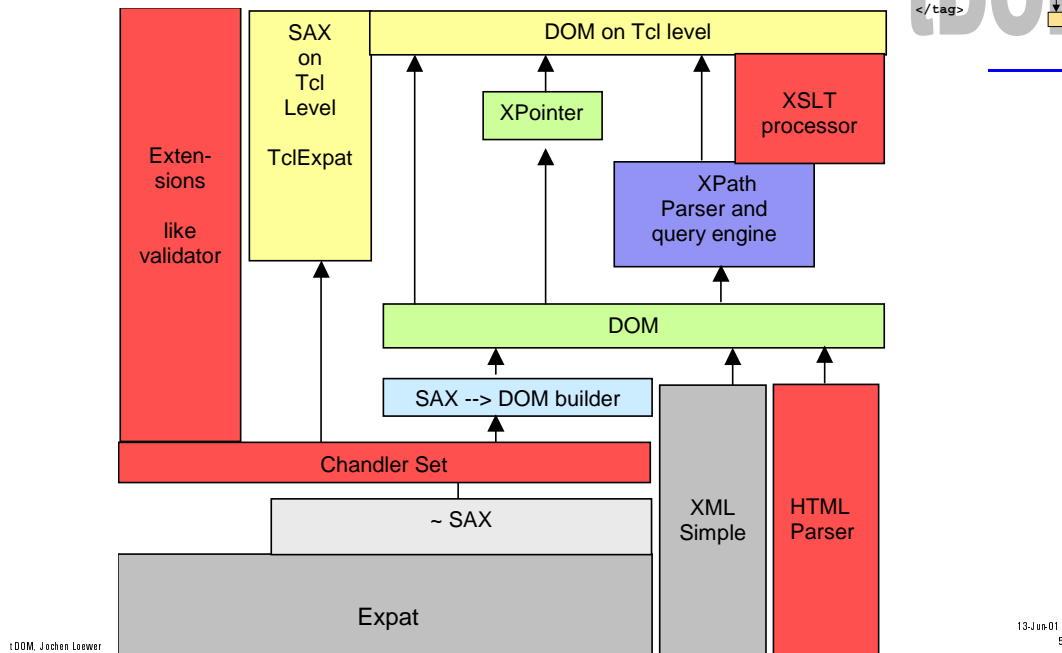 </tag>
tDOM
SAX
on
Tcl
Level
TclExpat
DOM on Tcl level
XPointer
XSLT
processor
Exten-
sions
like
validator
XPath
Parser and
query engine
DOM
SAX --> DOM builder
Chandler Set
~ SAX
XML
Simple
HTML
Parser
Expat
tDOM, Jochen Loewer
13-Jun-01
5